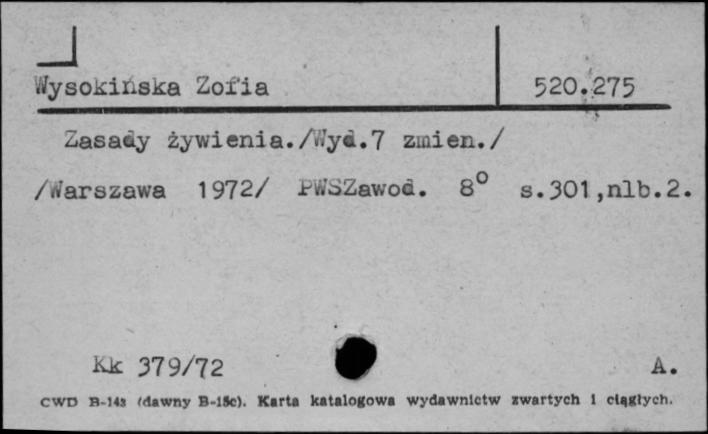 Wysokińska Zofia 520.275
Zasady żywienia./Wyd.7 zmien./
/Warszawa 1972/ PWSZawod. 8° s.301,nlb.2.
Kk 379/72 A.
CWD B-143 (dawny B-15c). Karta katalogowa wydawnictw zwartych i ciągłych.